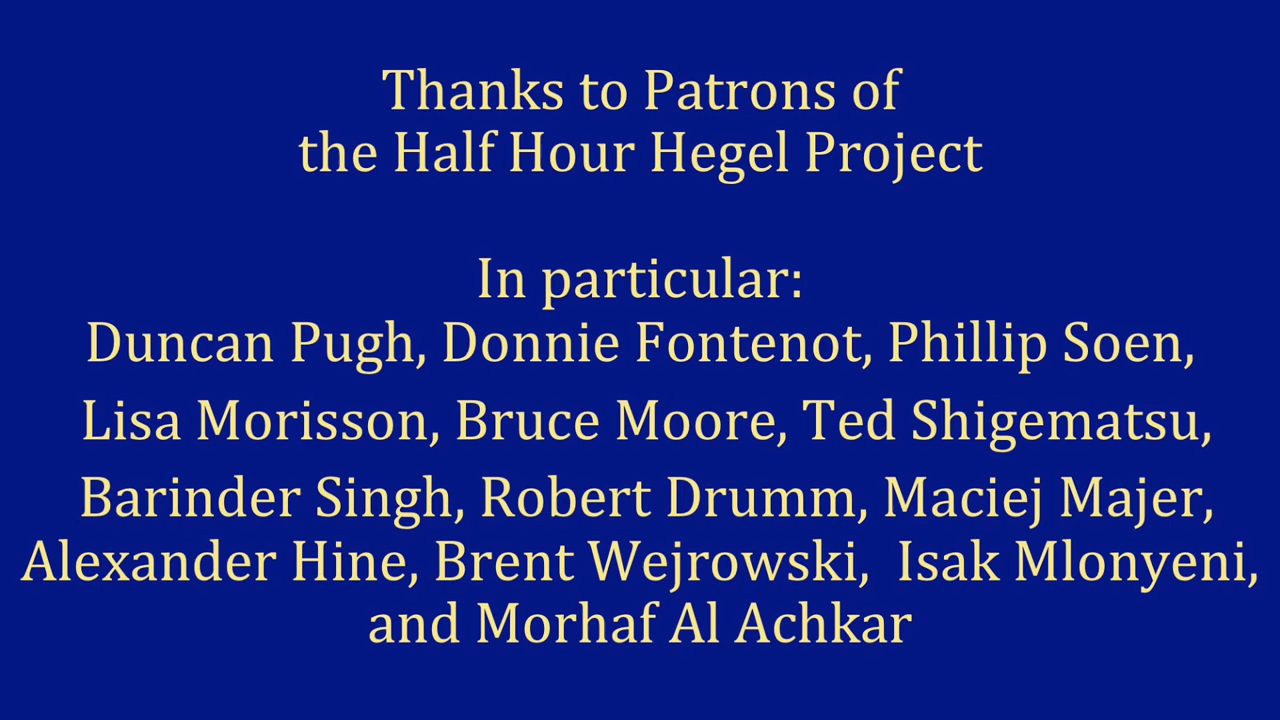 Thanks to Patrons of
the Half Hour Hegel Project
In particular:
Duncan Pugh, Donnie Fontenot, Phillip Soen,
Lisa Morisson, Bruce Moore, Ted Shigematsu,
Barinder Singh, Robert Drumm, Maciej Majer,
Alexander Hine, Brent Wejrowski,  Isak Mlonyeni,
and Morhaf Al Achkar